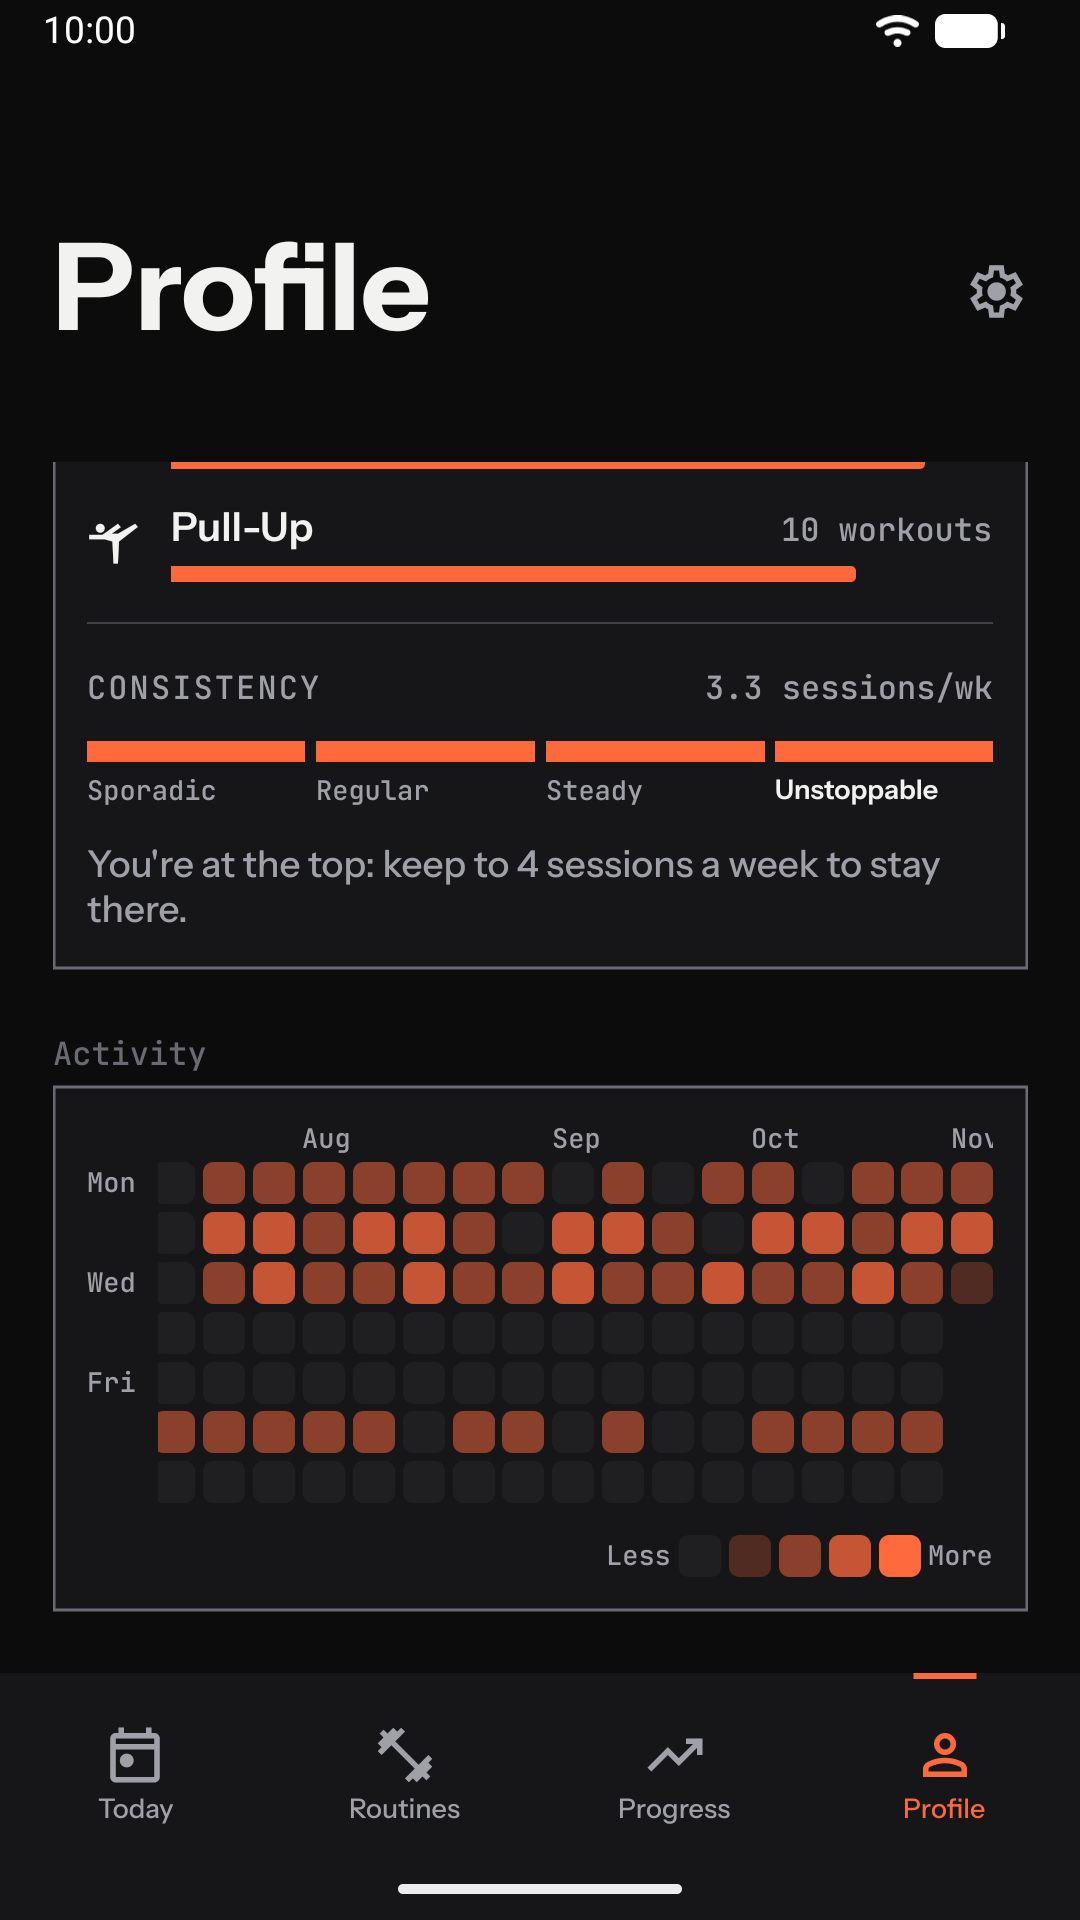 10:00
Profile
Pull-Up
10 workouts
CONSISTENCY
3.3 sessions/wk
Sporadic
Regular
Steady
Unstoppable
You're at the top: keep to 4 sessions a week to stay
there.
Activity
Aug
Sep
Oct
Nov
Mon
Wed
Fri
Less
More
Today
Routines
Progress
Profile